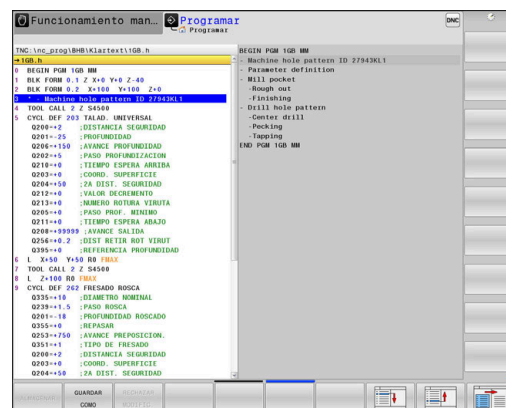 Funcionamiento man...
Programar
Programar
DNC
TNC:\nc_prog\BHB\Klartext\1GB.h
→1GB.h
0 BEGIN PGM 1GB MM
1 BLK FORM 0.1 Z X+0 Y+0 Z-40
2 BLK FORM 0.2 X+100 Y+100 Z+0
3 * - Machine hole pattern ID 27943KL1
4 TOOL CALL 2 Z S4500
5 CYCL DEF 203 TALAD. UNIVERSAL
Q200=+2 ;DISTANCIA SEGURIDAD
Q201=-25 ;PROFUNDIDAD
Q206=+150 ;AVANCE PROFUNDIDAD
Q202=+5 ;PASO PROFUNDIZACION
Q210=+0 ;TIEMPO ESPERA ARRIBA
Q203=+0 ;COORD. SUPERFICIE
Q204=+50 ;2A DIST. SEGURIDAD
Q212=+0 ;VALOR DECREMENTO
Q213=+0 ;NUMERO ROTURA VIRUTA
Q205=+0 ;PASO PROF. MINIMO
Q211=+0 ;TIEMPO ESPERA ABAJO
Q208=+99999 ;AVANCE SALIDA
Q256=+0.2 ;DIST RETIR ROT VIRUT
Q395=+0 ;REFERENCIA PROFUNDIDAD
6 L X+50 Y+50 R0 FMAX
7 TOOL CALL 2 Z S4500
8 L Z+100 R0 FMAX
9 CYCL DEF 262 FRESADO ROSCA
Q335=+10 ;DIAMETRO NOMINAL
Q239=+1.5 ;PASO ROSCA
Q201=-18 ;PROFUNDIDAD ROSCADO
Q355=+0 ;REPASAR
Q253=+750 ;AVANCE PREPOSICION.
Q351=+1 ;TIPO DE FRESADO
Q200=+2 ;DISTANCIA SEGURIDAD
Q203=+0 ;COORD. SUPERFICIE
Q204=+50 ;2A DIST. SEGURIDAD
BEGIN PGM 1GB MM
- Machine hole pattern ID 27943KL1
- Parameter definition
- Mill pocket
-Rough out
-Finishing
- Drill hole pattern
-Center drill
-Pecking
-Tapping
END PGM 1GB MM
GUARDAR
COMO